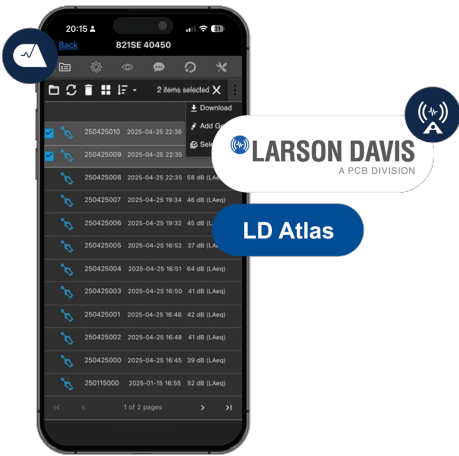 20:15
31
Back
821SE 40450
2 items selected X
Download
250425010 2025-04-25 22:36
Add
250425009 2025-04-25 22:35
250425008 2025-04-25 22:35 58 dB (LAeq)
250425007 2025-04-25 19:34 46 dB (LAeq)
250425006 2025-04-25 19:32 45 dB (LAeq)
250425005 2025-04-25 16:52 37 dB (LAeq)
250425004 2025-04-25 16:51 64 dB (LAeq)
250425003 2025-04-25 16:50 41 dB (LAeq)
250425001 2025-04-25 16:48 42 dB (LAeq)
250425002 2025-04-25 16:48 41 dB (LAeq)
250425000 2025-04-25 16:45 39 dB (LAeq)
250115000 2025-01-15 16:55 52 dB (LAeq)
1 of 2 pages
LARSON DAVIS
A PCB DIVISION
LD Atlas